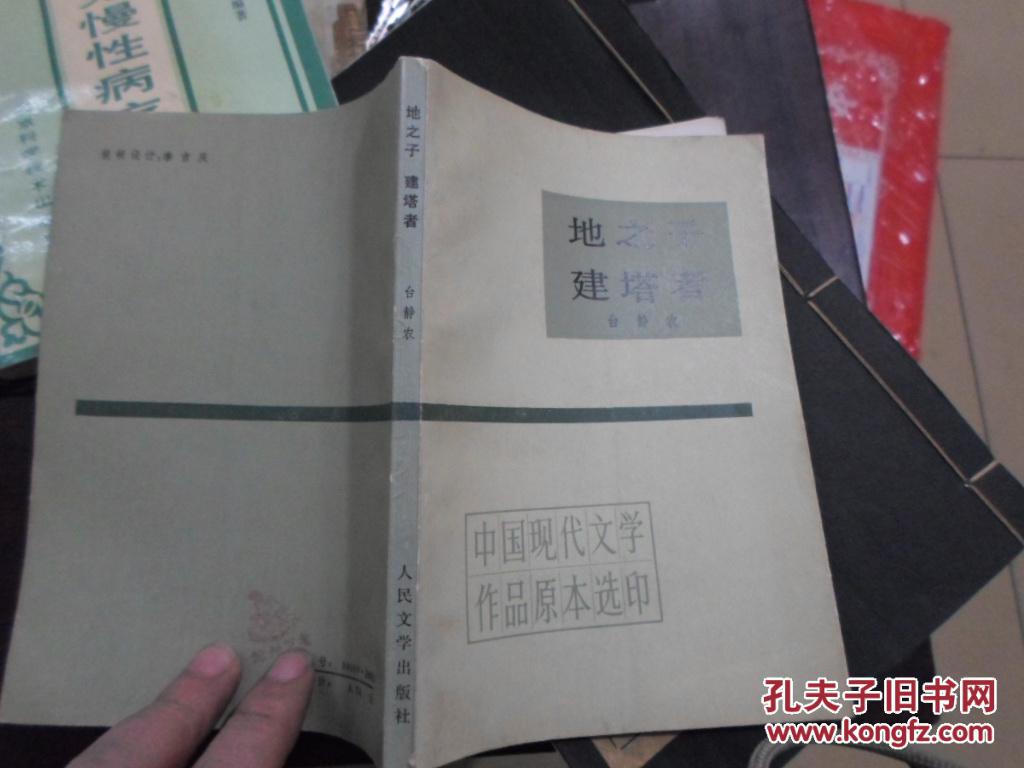 地之子
建塔者
台静农
中国现代文学
作品原本选印
地之子 建塔者
台静农
人民文学出版社
慢性病
编著
孔夫子旧书网
www.kongfz.com